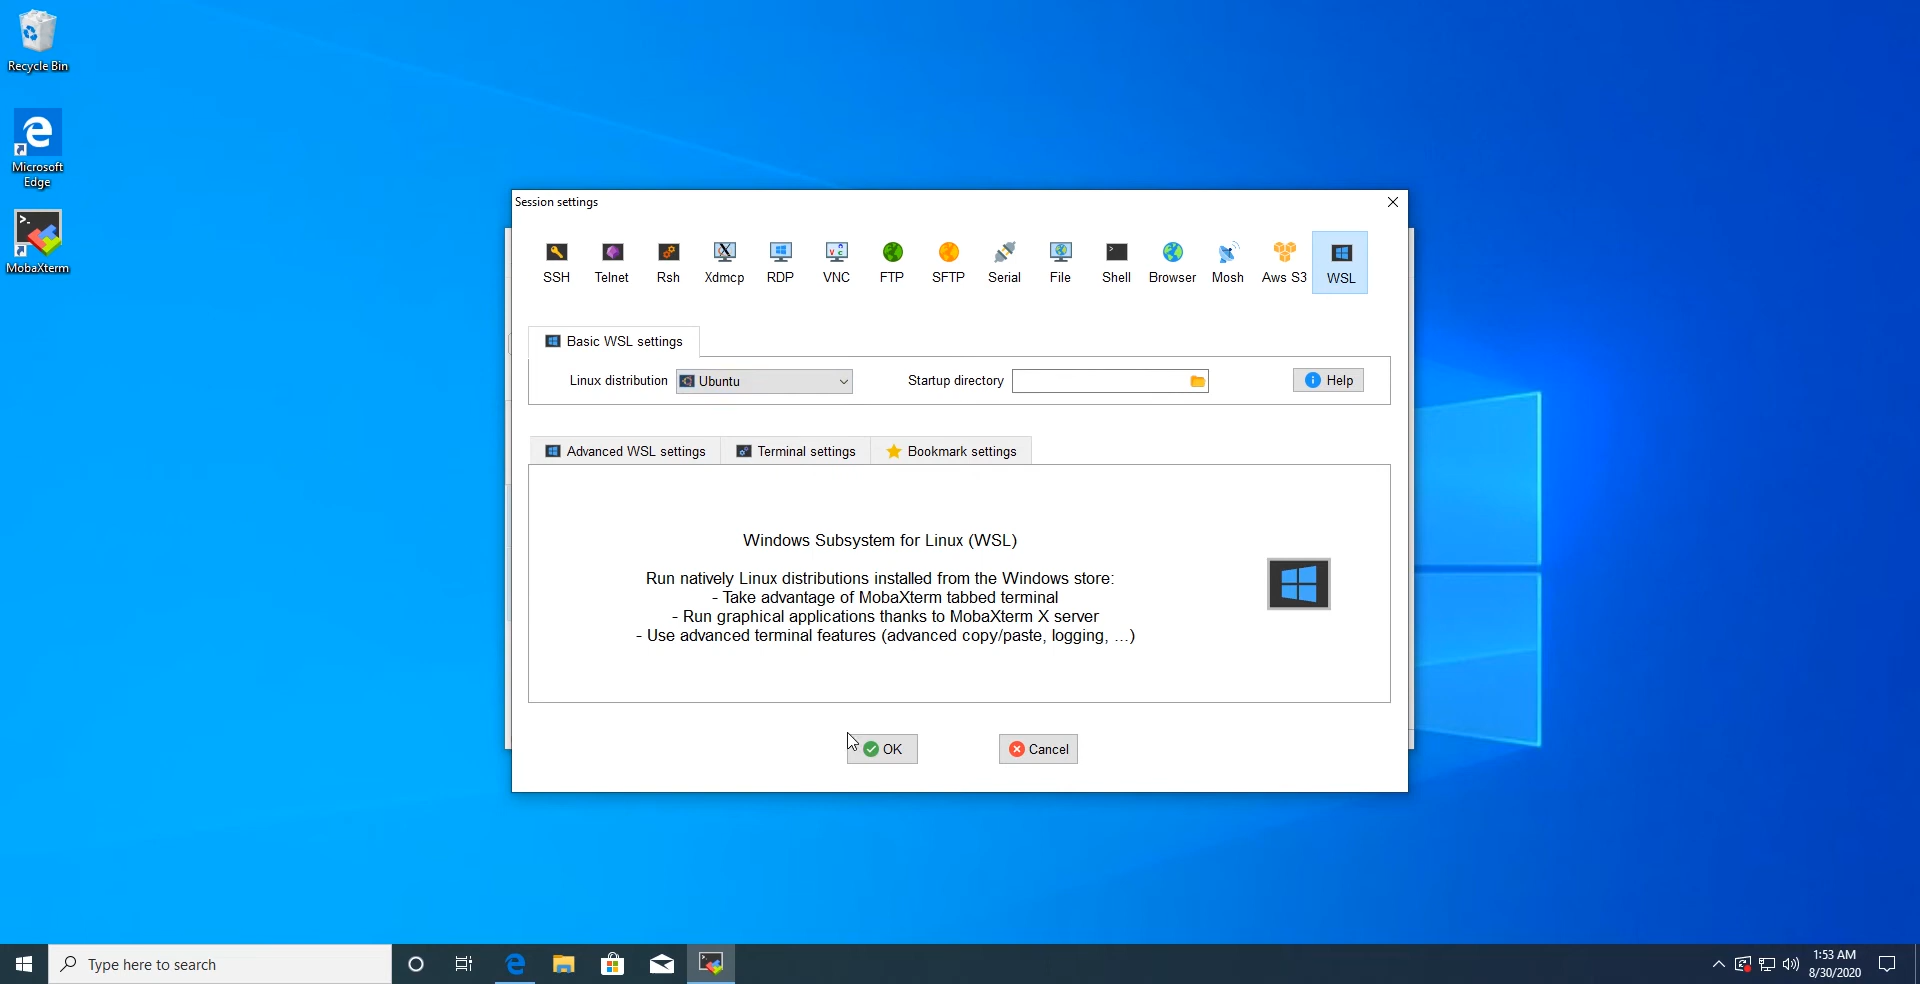 Recycle Bin
Microsoft
Edge
MobaXterm
Session settings
SSH Telnet Rsh Xdmcp RDP VNC FTP SFTP Serial File Shell Browser Mosh Aws S3 WSL
Basic WSL settings
Linux distribution Ubuntu Startup directory Help
Advanced WSL settings Terminal settings Bookmark settings
Windows Subsystem for Linux (WSL)
Run natively Linux distributions installed from the Windows store:
- Take advantage of MobaXterm tabbed terminal
- Run graphical applications thanks to MobaXterm X server
- Use advanced terminal features (advanced copy/paste, logging, ...)
OK Cancel
Type here to search
1:53 AM
8/30/2020